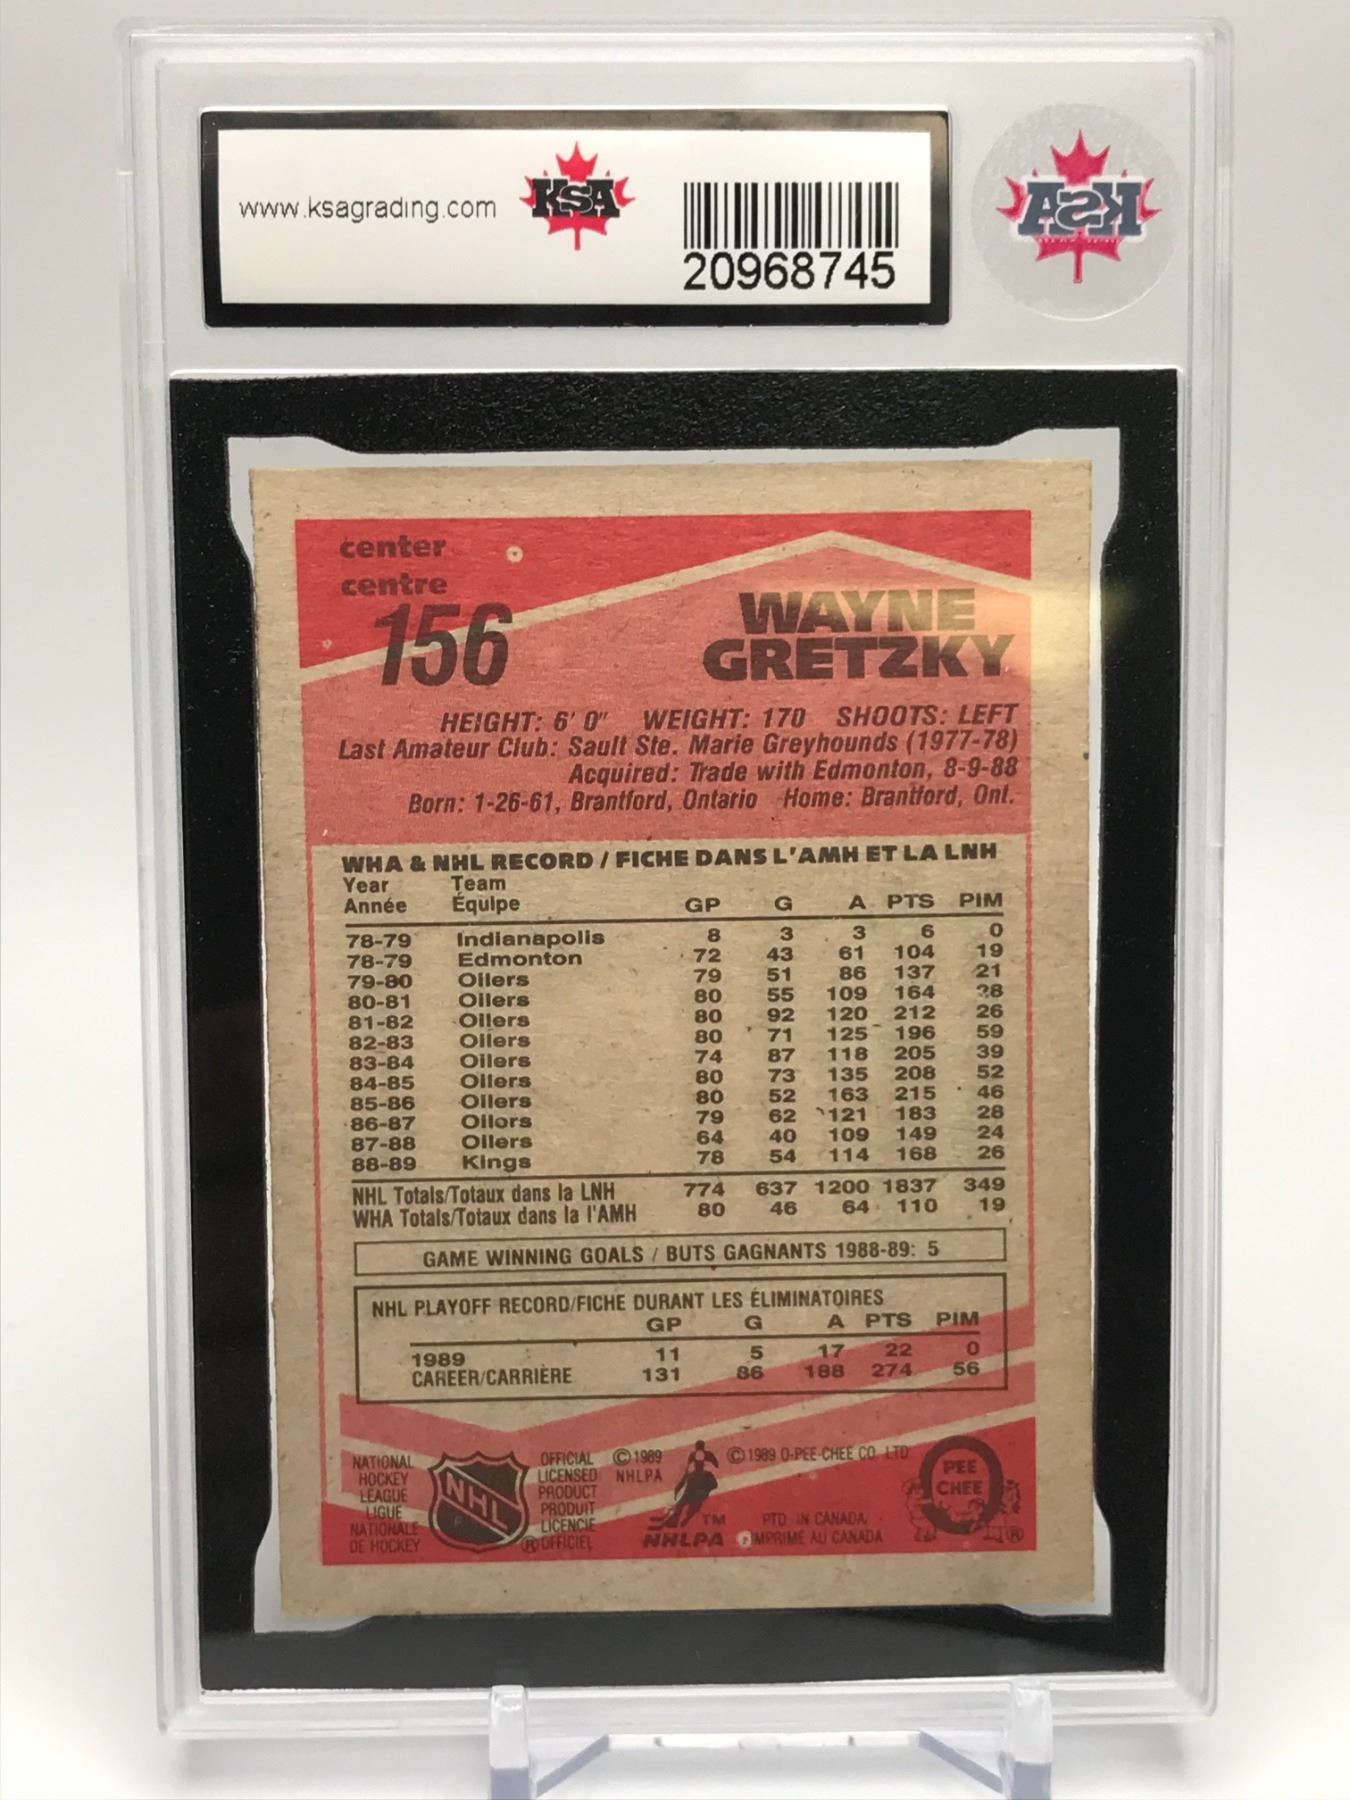 www.ksagrading.com
KSA
20968745
KSA
center
centre
156
WAYNE
GRETZKY
HEIGHT: 6' 0" WEIGHT: 170 SHOOTS: LEFT
Last Amateur Club: Sault Ste. Marie Greyhounds (1977-78)
Acquired: Trade with Edmonton, 8-9-88
Born: 1-26-61, Brantford, Ontario Home: Brantford, Ont.
WHA & NHL RECORD / FICHE DANS L'AMH ET LA LNH
Year Team
Année Équipe GP G A PTS PIM
78-79 Indianapolis 8 3 3 6 0
78-79 Edmonton 72 43 61 104 19
79-80 Oilers 79 51 86 137 21
80-81 Oilers 80 55 109 164 28
81-82 Oilers 80 92 120 212 26
82-83 Oilers 80 71 125 196 59
83-84 Oilers 74 87 118 205 39
84-85 Oilers 80 73 135 208 52
85-86 Oilers 80 52 163 215 46
86-87 Oilers 79 62 121 183 28
87-88 Oilers 64 40 109 149 24
88-89 Kings 78 54 114 168 26
NHL Totals/Totaux dans la LNH 774 637 1200 1837 349
WHA Totals/Totaux dans la l'AMH 80 46 64 110 19
GAME WINNING GOALS / BUTS GAGNANTS 1988-89: 5
NHL PLAYOFF RECORD/FICHE DURANT LES ÉLIMINATOIRES
GP G A PTS PIM
1989 11 5 17 22 0
CAREER/CARRIÈRE 131 86 188 274 56
NATIONAL
HOCKEY
LEAGUE
LIGUE
NATIONALE
DE HOCKEY
NHL
OFFICIAL
LICENSED
PRODUCT
PRODUIT
LICENCIÉ
® OFFICIEL
© 1989
NHLPA
TM
NHLPA
© 1989 O-PEE-CHEE CO. LTD
PTD. IN CANADA
IMPRIMÉ AU CANADA
O
PEE
CHEE
®